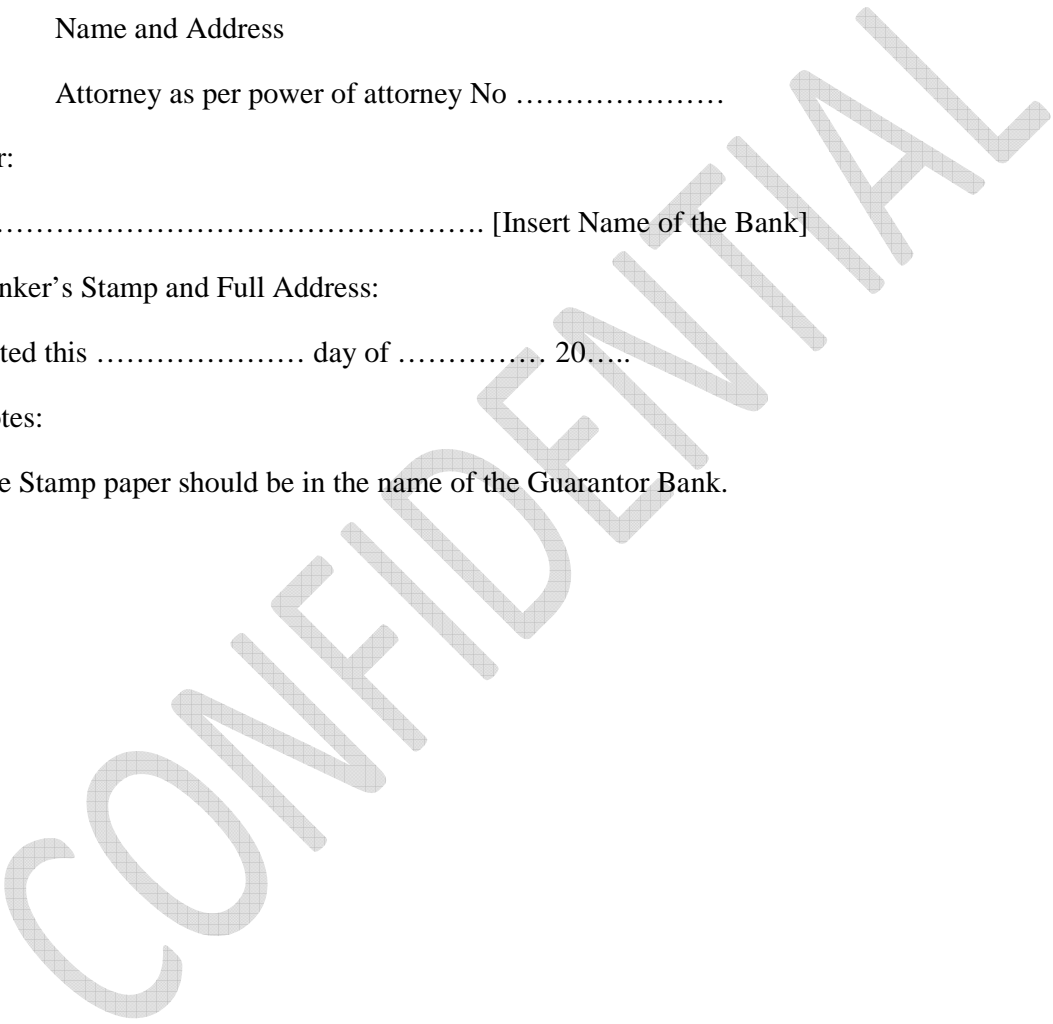 Name and Address
Attorney as per power of attorney No …………………
r:
…………………………………………. [Insert Name of the Bank]
nker’s Stamp and Full Address:
ted this ………………… day of …………… 20…..
otes:
e Stamp paper should be in the name of the Guarantor Bank.
CONFIDENTIAL